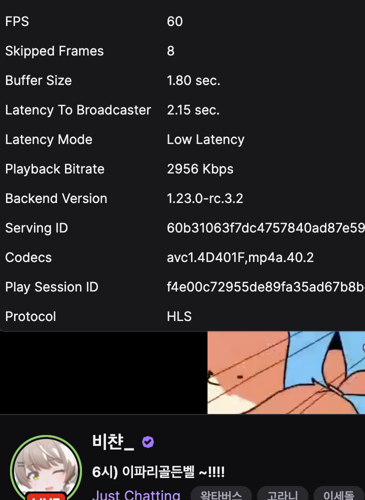 FPS 60
Skipped Frames 8
Buffer Size 1.80 sec.
Latency To Broadcaster 2.15 sec.
Latency Mode Low Latency
Playback Bitrate 2956 Kbps
Backend Version 1.23.0-rc.3.2
Serving ID 60b31063f7dc4757840ad87e59
Codecs avc1.4D401F,mp4a.40.2
Play Session ID f4e00c72955de89fa35ad67b8b
Protocol HLS
비챤_
6시) 이파리골든벨 ~!!!!
Just Chatting 왁타버스 고라니 이세돌